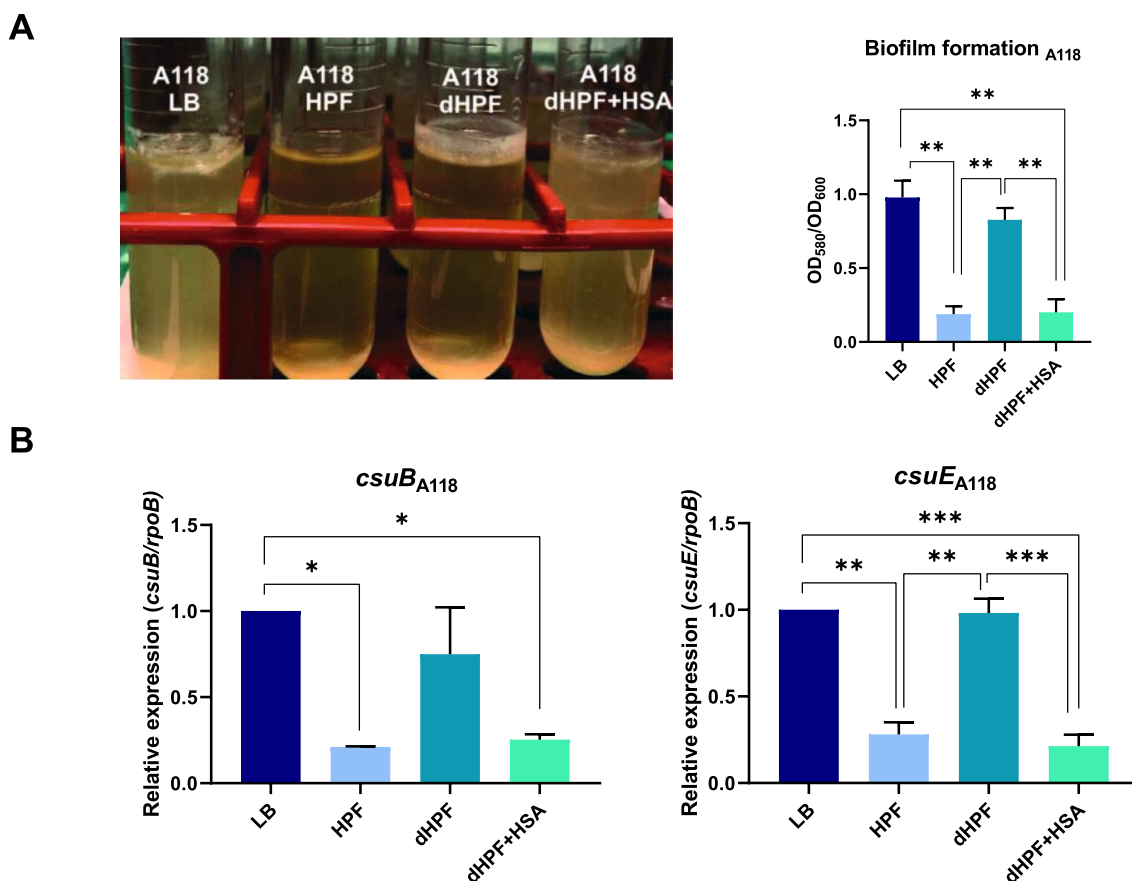 A
A118
LB
A118
HPF
A118
dHPF
A118
dHPF+HSA
Biofilm formation A118
OD580/OD600
1.5
1.0
0.5
0.0
**
**
**
**
LB
HPF
dHPF
dHPF+HSA
B
csuBA118
Relative expression (csuB/rpoB)
1.5
1.0
0.5
0.0
*
*
LB
HPF
dHPF
dHPF+HSA
csuEA118
Relative expression (csuE/rpoB)
1.5
1.0
0.5
0.0
***
**
**
***
LB
HPF
dHPF
dHPF+HSA